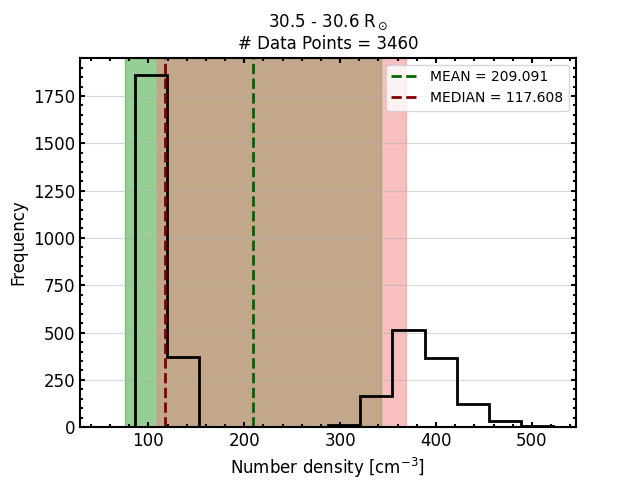 30.5 - 30.6 R⊙
# Data Points = 3460
MEAN = 209.091
MEDIAN = 117.608
1750
1500
1250
1000
750
500
250
0
Frequency
100 200 300 400 500
Number density [cm⁻³]